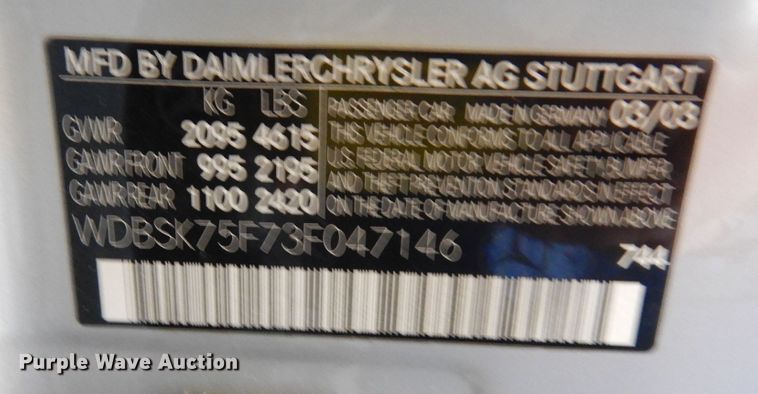 MFD BY DAIMLERCHRYSLER AG STUTTGART
KG LBS
GVWR 2095 4615
GAWR FRONT 995 2195
GAWR REAR 1100 2420
PASSENGER CAR MADE IN GERMANY 03/03
THIS VEHICLE CONFORMS TO ALL APPLICABLE
U.S. FEDERAL MOTOR VEHICLE SAFETY, BUMPER,
AND THEFT PREVENTION STANDARDS IN EFFECT
ON THE DATE OF MANUFACTURE SHOWN ABOVE
WDBSK75F73F047146
744
Purple Wave Auction